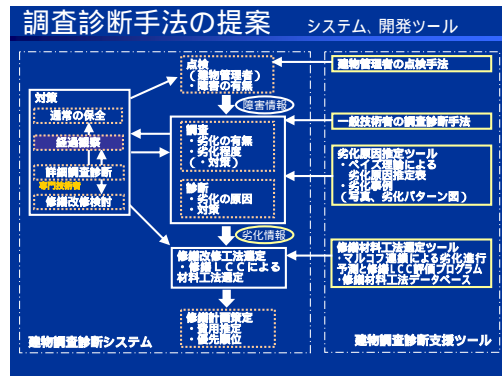 調査診断手法の提案
システム、開発ツール
点検
(建物管理者)
・障害の有無
障害情報
対策
通常の保全
経過観察
詳細調査診断
専門技術者
修繕改修検討
調査
・劣化の有無
・劣化程度
(・対策)
診断
・劣化の原因
・対策
劣化情報
修繕改修工法選定
・修繕LCCによる
材料工法選定
修繕計画策定
・費用推定
・優先順位
建物調査診断システム
建物管理者の点検手法
一般技術者の調査診断手法
劣化原因推定ツール
・ベイズ理論による
劣化原因推定表
・劣化事例
(写真、劣化パターン図)
修繕材料工法選定ツール
・マルコフ連鎖による劣化進行
予測と修繕LCC評価プログラム
・修繕材料工法データベース
建物調査診断支援ツール